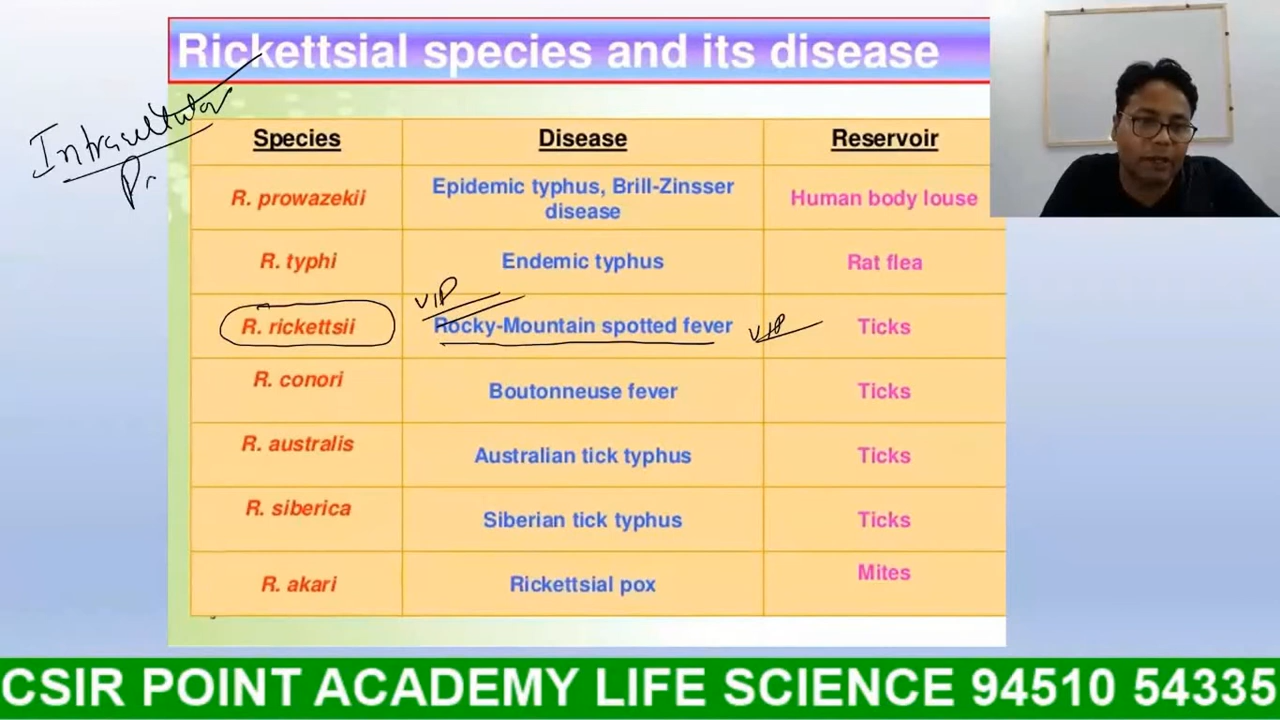 Rickettsial species and its disease
Intracellular
Species Disease Reservoir
R. prowazekii Epidemic typhus, Brill-Zinsser disease Human body louse
R. typhi Endemic typhus Rat flea
VIP
R. rickettsii Rocky-Mountain spotted fever VIP Ticks
R. conori Boutonneuse fever Ticks
R. australis Australian tick typhus Ticks
R. siberica Siberian tick typhus Ticks
R. akari Rickettsial pox Mites
CSIR POINT ACADEMY LIFE SCIENCE 94510 54335